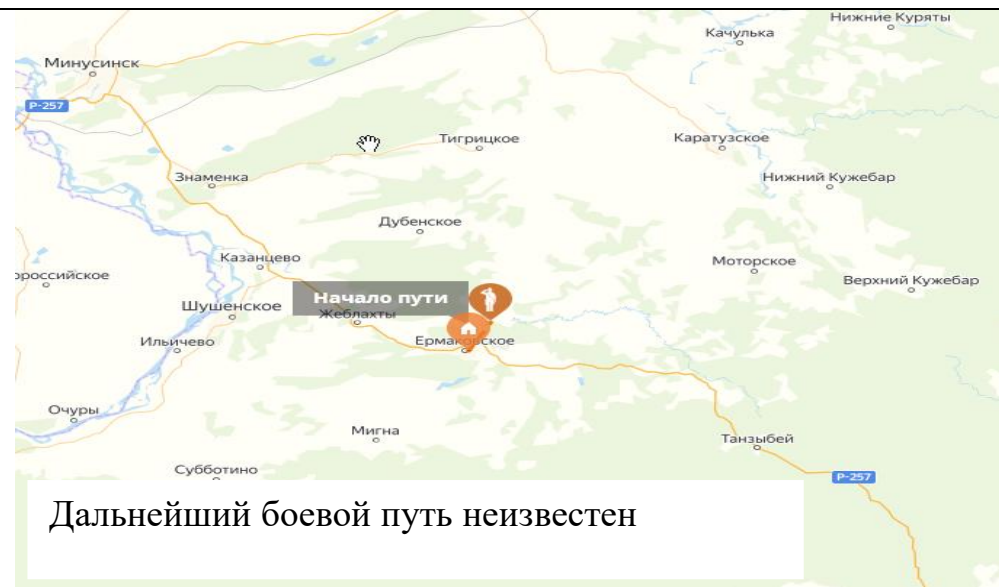 Нижние Куряты
Качулька
Минусинск
Р-257
Тигрицкое
Каратузское
Знаменка
Нижний Кужебар
Дубенское
Казанцево
Моторское
ороссийское
Верхний Кужебар
Начало пути
Шушенское
Жеблахты
Ильичево
Ермаковское
Очуры
Мигна
Танзыбей
Субботино
Р-257
Дальнейший боевой путь неизвестен